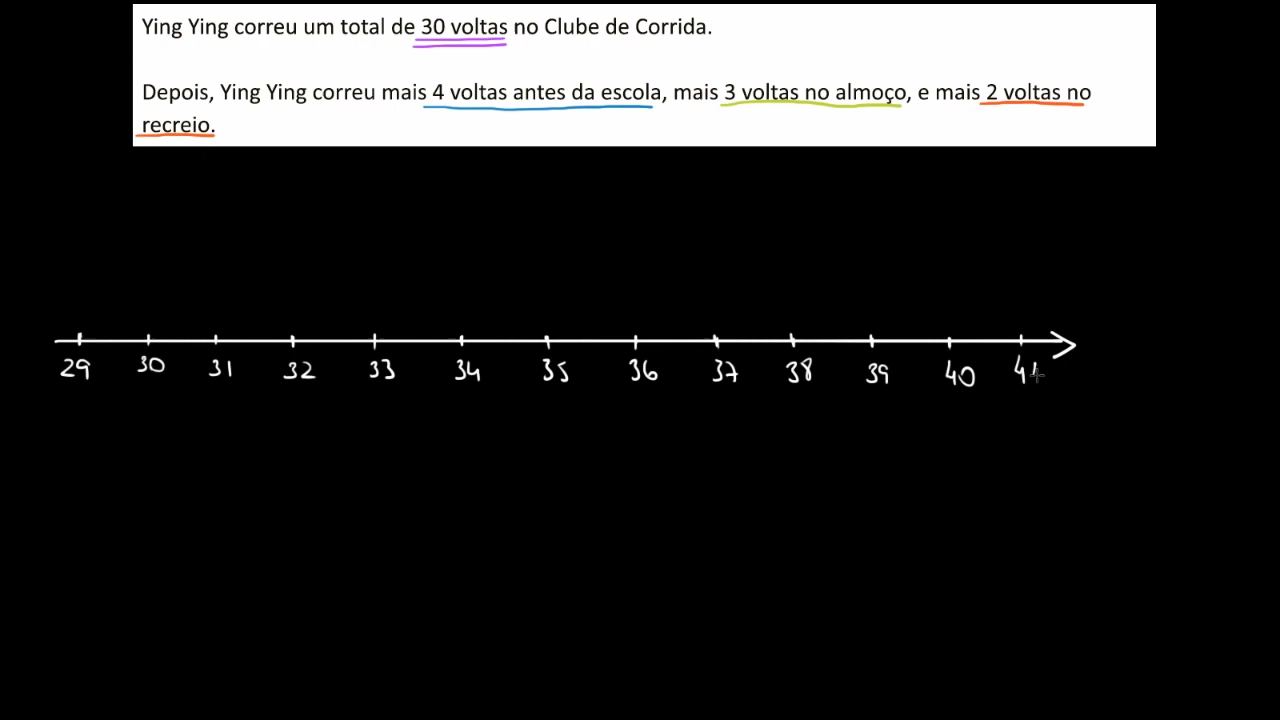 Ying Ying correu um total de 30 voltas no Clube de Corrida.
Depois, Ying Ying correu mais 4 voltas antes da escola, mais 3 voltas no almoço, e mais 2 voltas no
recreio.
29 30 31 32 33 34 35 36 37 38 39 40 41